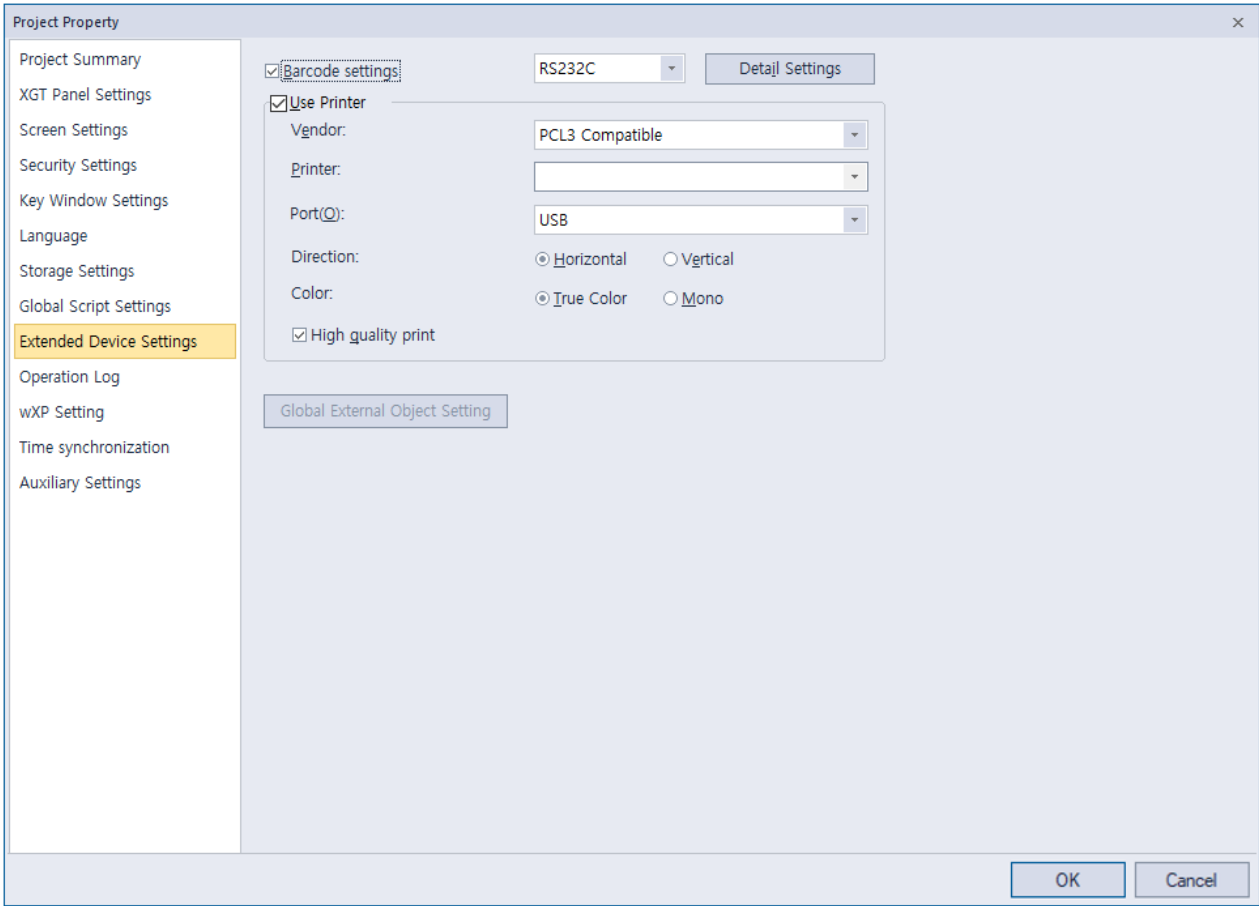 Project Property
Project Summary
XGT Panel Settings
Screen Settings
Security Settings
Key Window Settings
Language
Storage Settings
Global Script Settings
Extended Device Settings
Operation Log
wXP Setting
Time synchronization
Auxiliary Settings
Barcode settings RS232C Detail Settings
Use Printer
Vendor: PCL3 Compatible
Printer:
Port(O): USB
Direction: Horizontal Vertical
Color: True Color Mono
High quality print
Global External Object Setting
OK Cancel